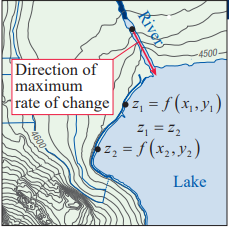 River
4500
Direction of
maximum
rate of change
z₁ = f(x₁, y₁)
z₁ = z₂
z₂ = f(x₂, y₂)
4600
Lake